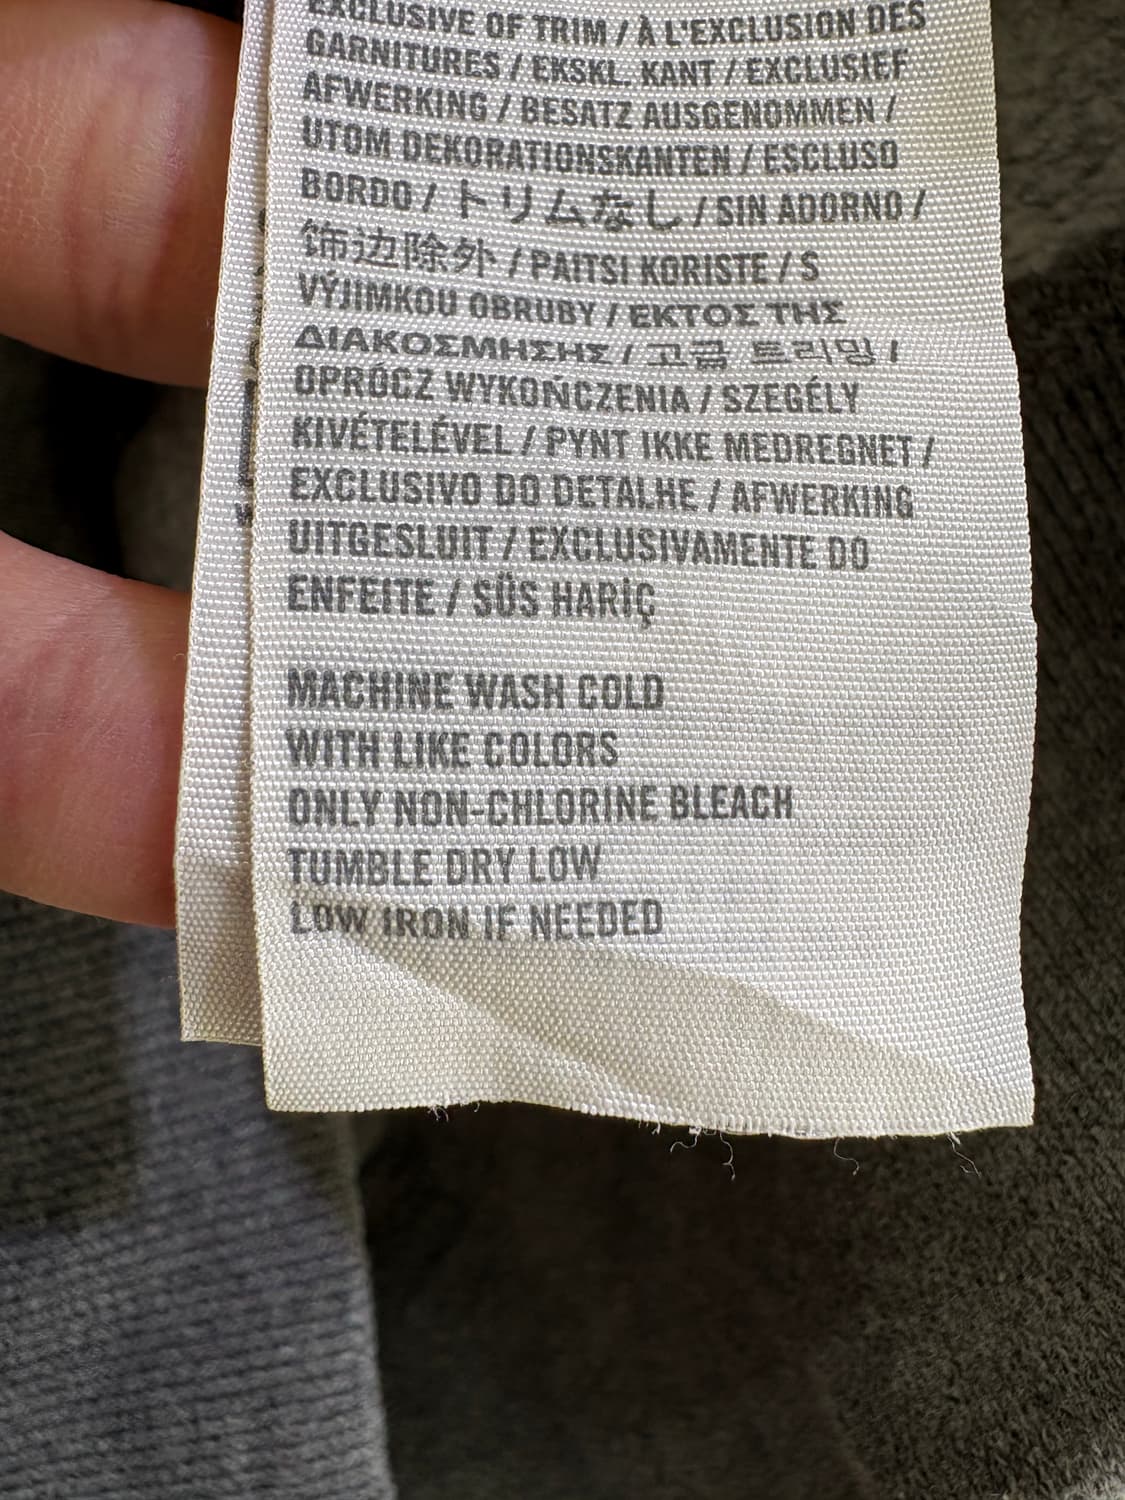 EXCLUSIVE OF TRIM / À L'EXCLUSION DES
GARNITURES / EKSKL. KANT / EXCLUSIEF
AFWERKING / BESATZ AUSGENOMMEN /
UTOM DEKORATIONSKANTEN / ESCLUSO
BORDO / トリムなし / SIN ADORNO /
饰边除外 / PAITSI KORISTE / S
VÝJIMKOU OBRUBY / ΕΚΤΟΣ ΤΗΣ
ΔΙΑΚΟΣΜΗΣΗΣ / 고급 트리밍 /
OPRÓCZ WYKOŃCZENIA / SZEGÉLY
KIVÉTELÉVEL / PYNT IKKE MEDREGNET /
EXCLUSIVO DO DETALHE / AFWERKING
UITGESLUIT / EXCLUSIVAMENTE DO
ENFEITE / SÜS HARİÇ
MACHINE WASH COLD
WITH LIKE COLORS
ONLY NON-CHLORINE BLEACH
TUMBLE DRY LOW
LOW IRON IF NEEDED